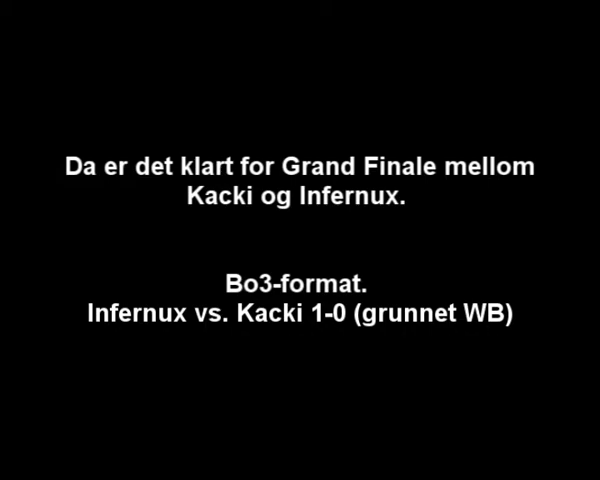 Da er det klart for Grand Finale mellom
Kacki og Infernux.
Bo3-format.
Infernux vs. Kacki 1-0 (grunnet WB)